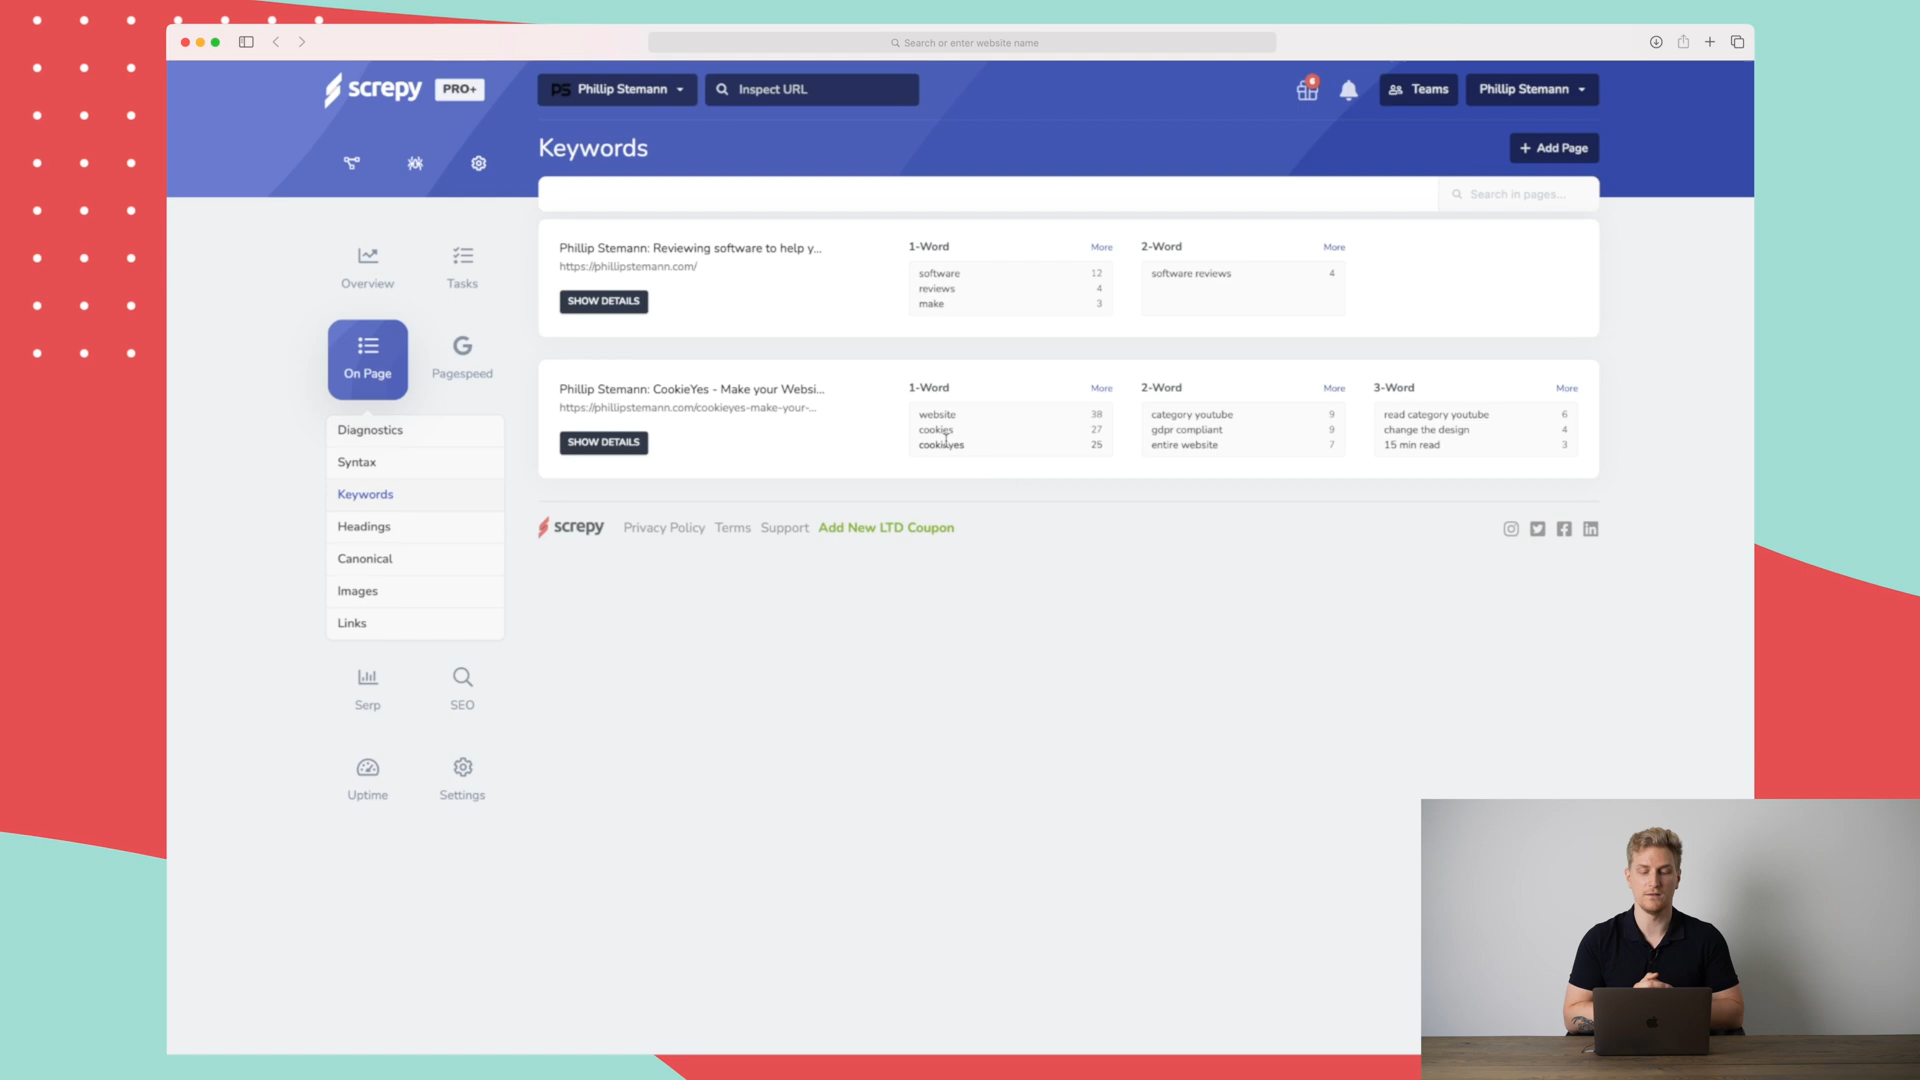 Search or enter website name
screpy PRO+
PS Phillip Stemann
Inspect URL
6
Teams
Phillip Stemann
Keywords
+ Add Page
Search in pages...
Overview
Tasks
On Page
Pagespeed
Diagnostics
Syntax
Keywords
Headings
Canonical
Images
Links
Serp
SEO
Uptime
Settings
Phillip Stemann: Reviewing software to help y...
https://phillipstemann.com/
SHOW DETAILS
1-Word More
software 12
reviews 4
make 3
2-Word More
software reviews 4
Phillip Stemann: CookieYes - Make your Websi...
https://phillipstemann.com/cookieyes-make-your-...
SHOW DETAILS
1-Word More
website 38
cookies 27
cookieyes 25
2-Word More
category youtube 9
gdpr compliant 9
entire website 7
3-Word More
read category youtube 6
change the design 4
15 min read 3
screpy Privacy Policy Terms Support Add New LTD Coupon